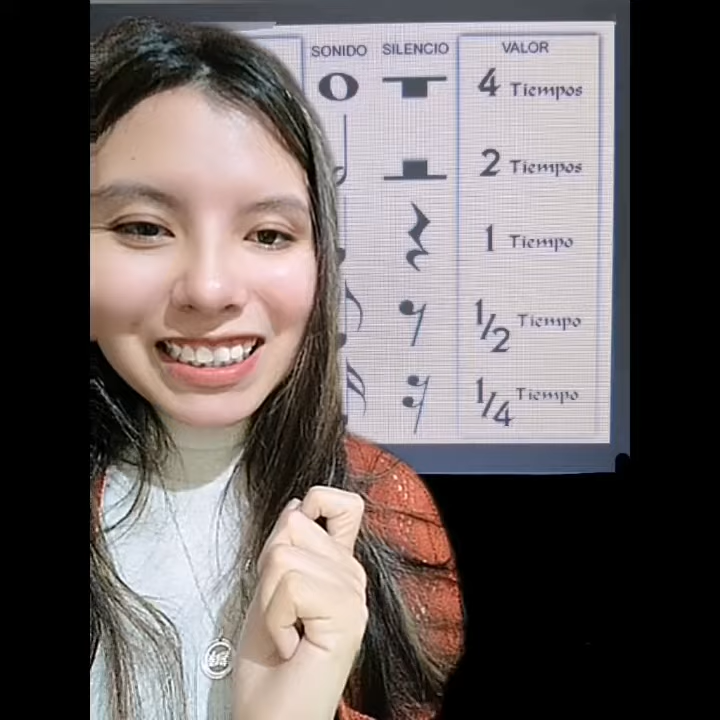 SONIDO SILENCIO VALOR
4 Tiempos
2 Tiempos
1 Tiempo
1/2 Tiempo
1/4 Tiempo